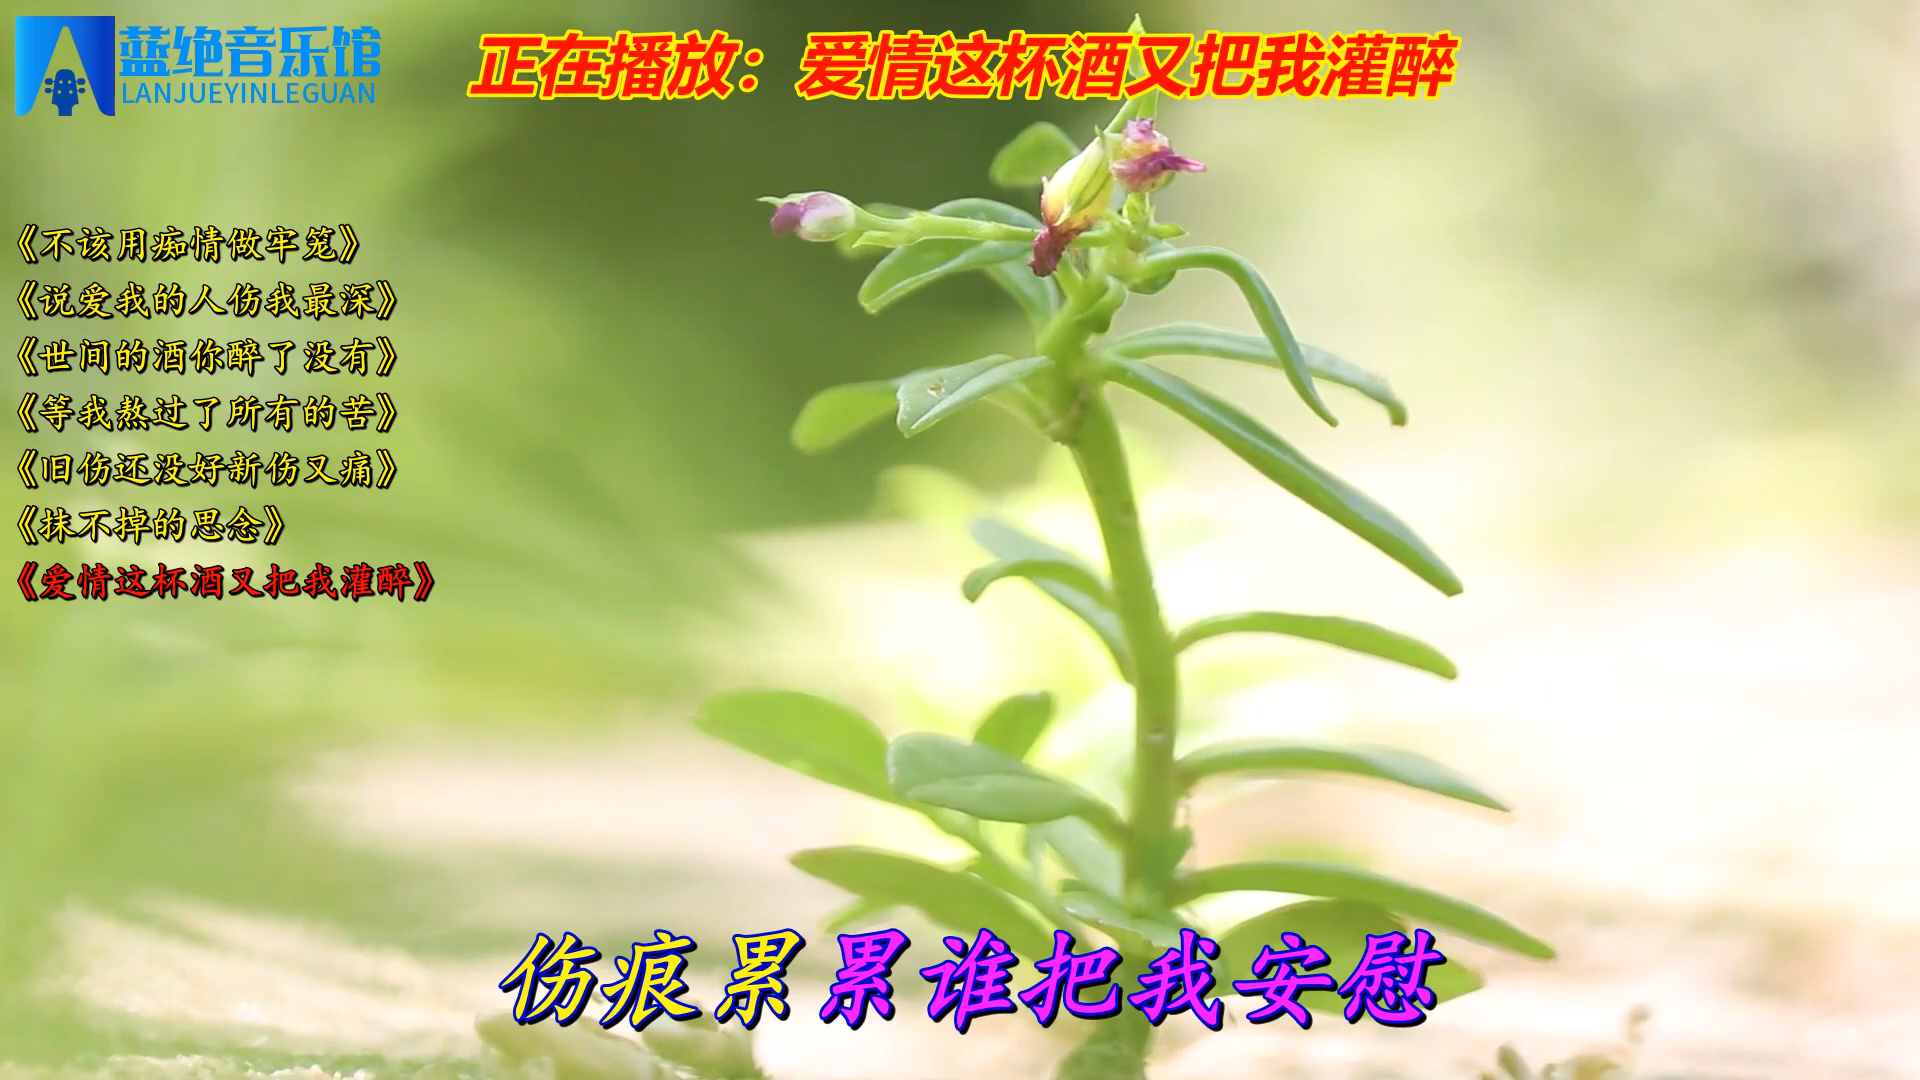 蓝绝音乐馆
LANJUEYINLEGUAN
正在播放：爱情这杯酒又把我灌醉
《不该用痴情做牢笼》
《说爱我的人伤我最深》
《世间的酒你醉了没有》
《等我熬过了所有的苦》
《旧伤还没好新伤又痛》
《抹不掉的思念》
《爱情这杯酒又把我灌醉》
伤痕累累谁把我安慰